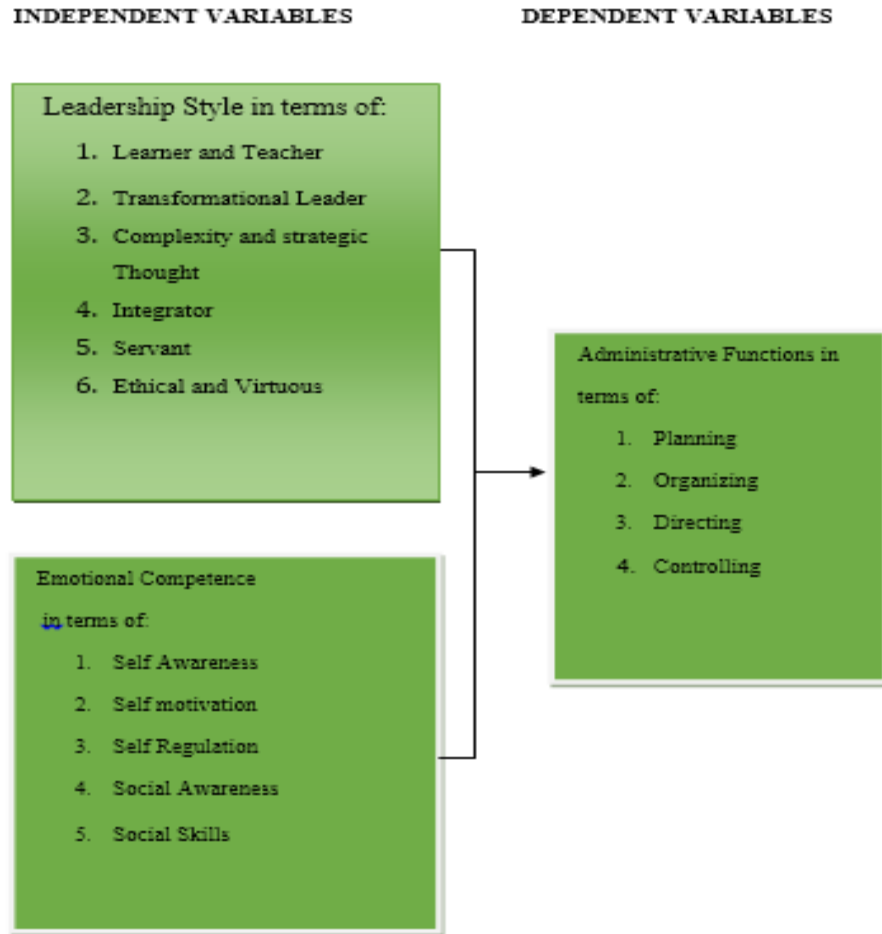 INDEPENDENT VARIABLES
DEPENDENT VARIABLES
Leadership Style in terms of:
1. Learner and Teacher
2. Transformational Leader
3. Complexity and strategic
Thought
4. Integrator
5. Servant
6. Ethical and Virtuous
Emotional Competence
in terms of:
1. Self Awareness
2. Self motivation
3. Self Regulation
4. Social Awareness
5. Social Skills
Administrative Functions in
terms of:
1. Planning
2. Organizing
3. Directing
4. Controlling